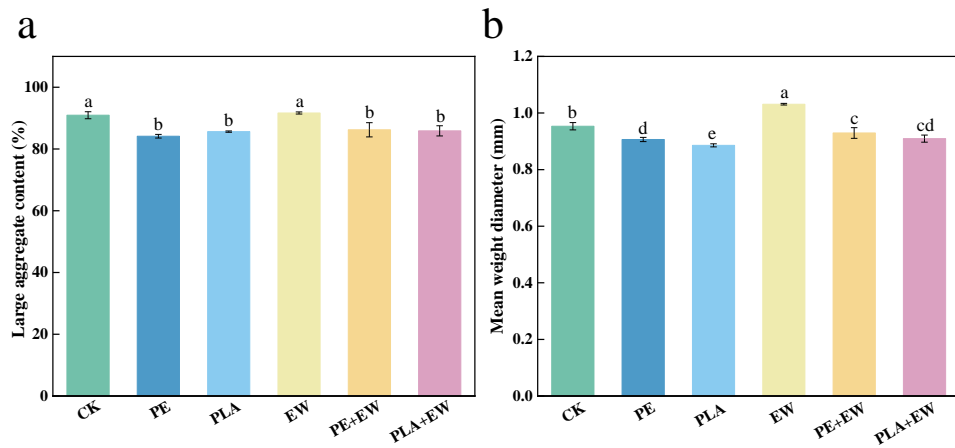 a
Large aggregate content (%)
100
80
60
40
20
0
a
b
b
a
b
b
CK
PE
PLA
EW
PE+EW
PLA+EW
b
Mean weight diameter (mm)
1.2
1.0
0.8
0.6
0.4
0.2
0.0
b
d
e
a
c
cd
CK
PE
PLA
EW
PE+EW
PLA+EW